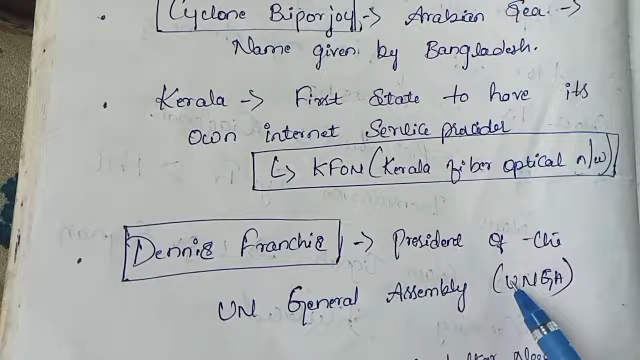 Cyclone Biporjoy -> Arabian Sea ->
Name given by Bangladesh.
. Kerala -> First State to have its
own internet Service provider
↳ KFON (Kerala fiber optical n/w)
. Dennis Franchis -> President of the
UN General Assembly (UNGA)